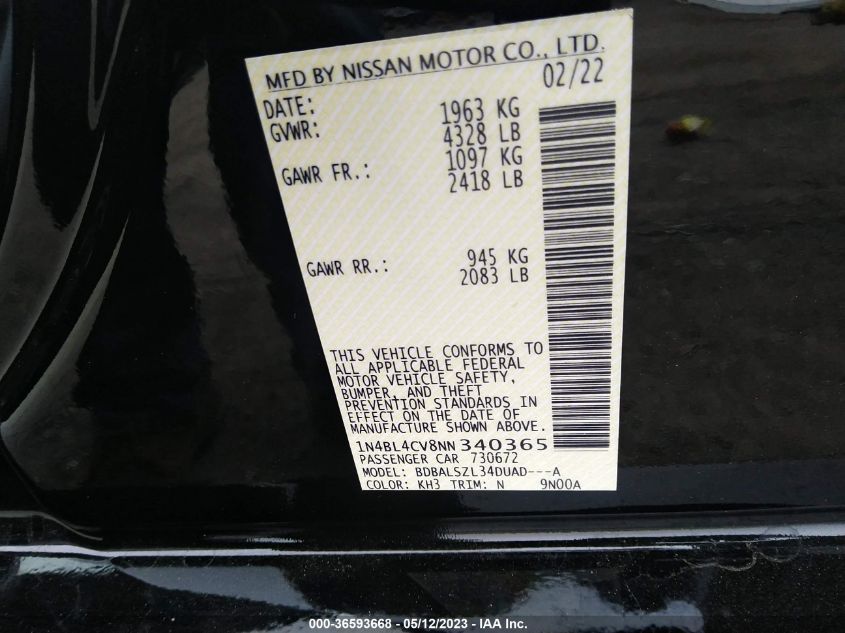 MFD BY NISSAN MOTOR CO., LTD.
DATE: 02/22
GVWR: 1963 KG
4328 LB
GAWR FR.: 1097 KG
2418 LB
GAWR RR.: 945 KG
2083 LB
THIS VEHICLE CONFORMS TO
ALL APPLICABLE FEDERAL
MOTOR VEHICLE SAFETY,
BUMPER, AND THEFT
PREVENTION STANDARDS IN
EFFECT ON THE DATE OF
MANUFACTURE SHOWN ABOVE.
1N4BL4CV8NN340365
PASSENGER CAR 730672
MODEL: BDBALSZL34DUAD---A
COLOR: KH3 TRIM: N 9N00A
000-36593668 - 05/12/2023 - IAA Inc.